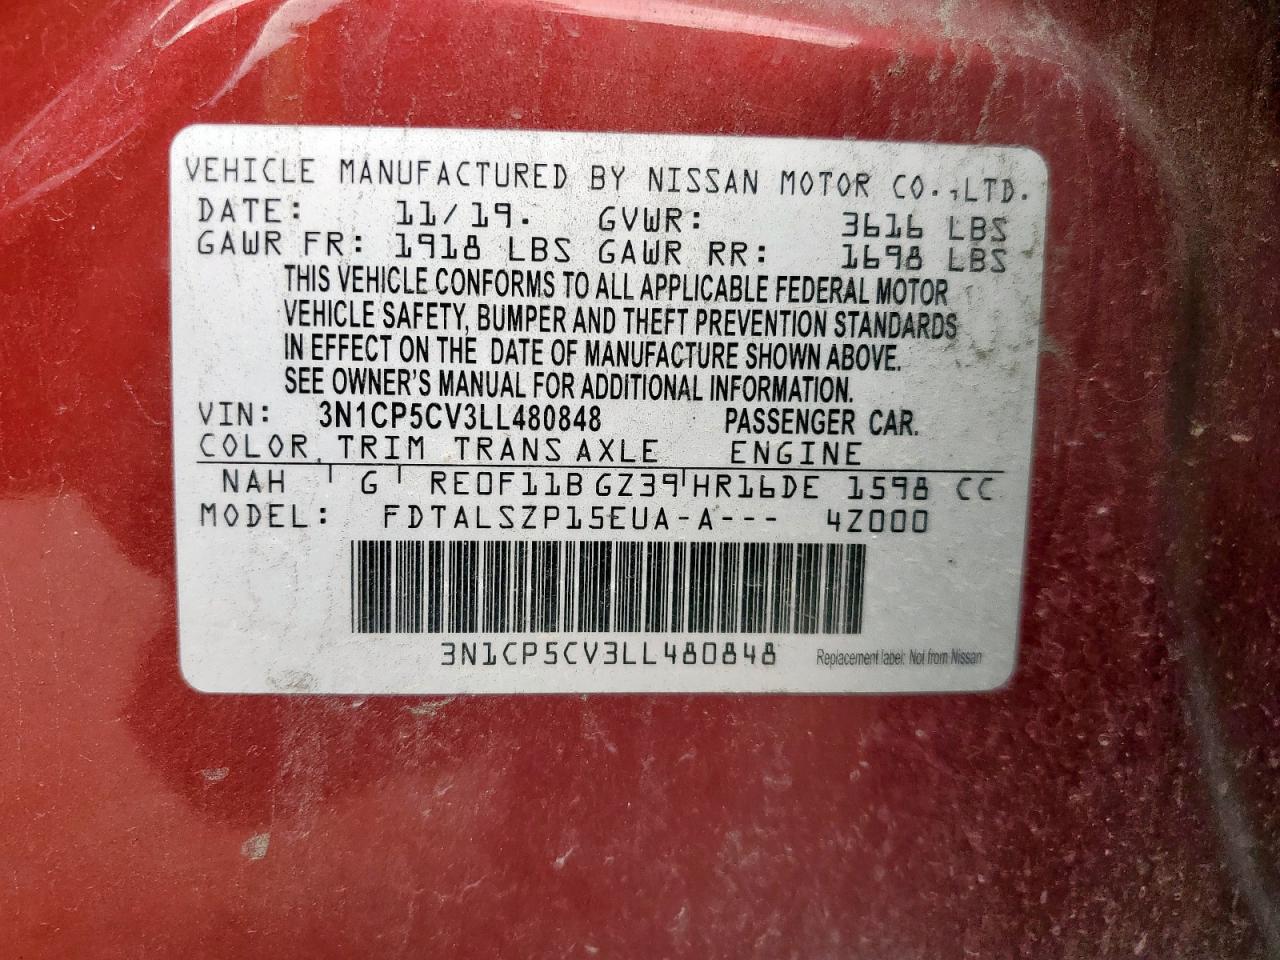 VEHICLE MANUFACTURED BY NISSAN MOTOR CO.,LTD.
DATE: 11/19. GVWR: 3616 LBS
GAWR FR: 1918 LBS GAWR RR: 1698 LBS
THIS VEHICLE CONFORMS TO ALL APPLICABLE FEDERAL MOTOR
VEHICLE SAFETY, BUMPER AND THEFT PREVENTION STANDARDS
IN EFFECT ON THE DATE OF MANUFACTURE SHOWN ABOVE.
SEE OWNER'S MANUAL FOR ADDITIONAL INFORMATION.
VIN: 3N1CP5CV3LL480848 PASSENGER CAR.
COLOR TRIM TRANS AXLE ENGINE
NAH G RE0F11B GZ39 HR16DE 1598 CC
MODEL: FDTALSZP15EUA-A--- 4Z000
3N1CP5CV3LL480848
Replacement label: Not from Nissan